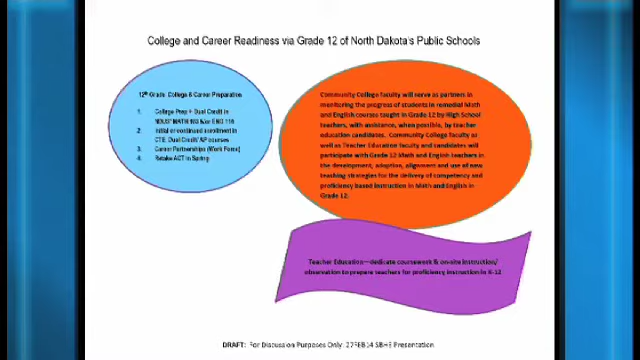 College and Career Readiness via Grade 12 of North Dakota's Public Schools
12th Grade College & Career Preparation
1. College Prep + Dual Credit in
NDUS' MATH 103 &/or ENG 110
2. Initial or continued enrollment in
CTE, Dual Credit/ AP courses
3. Career Partnerships (Work Force)
4. Retake ACT in Spring
Community College faculty will serve as partners in
monitoring the progress of students in remedial Math
and English courses taught in Grade 12 by High School
teachers, with assistance, when possible, by teacher
education candidates. Community College faculty as
well as Teacher Education faculty and candidates will
participate with Grade 12 Math and English teachers in
the development, adoption, alignment and use of new
teaching strategies for the delivery of competency and
proficiency based instruction in Math and English in
Grade 12.
Teacher Education—dedicate coursework & on-site instruction/
observation to prepare teachers for proficiency instruction in K-12
DRAFT: For Discussion Purposes Only 27FEB14 SBHE Presentation